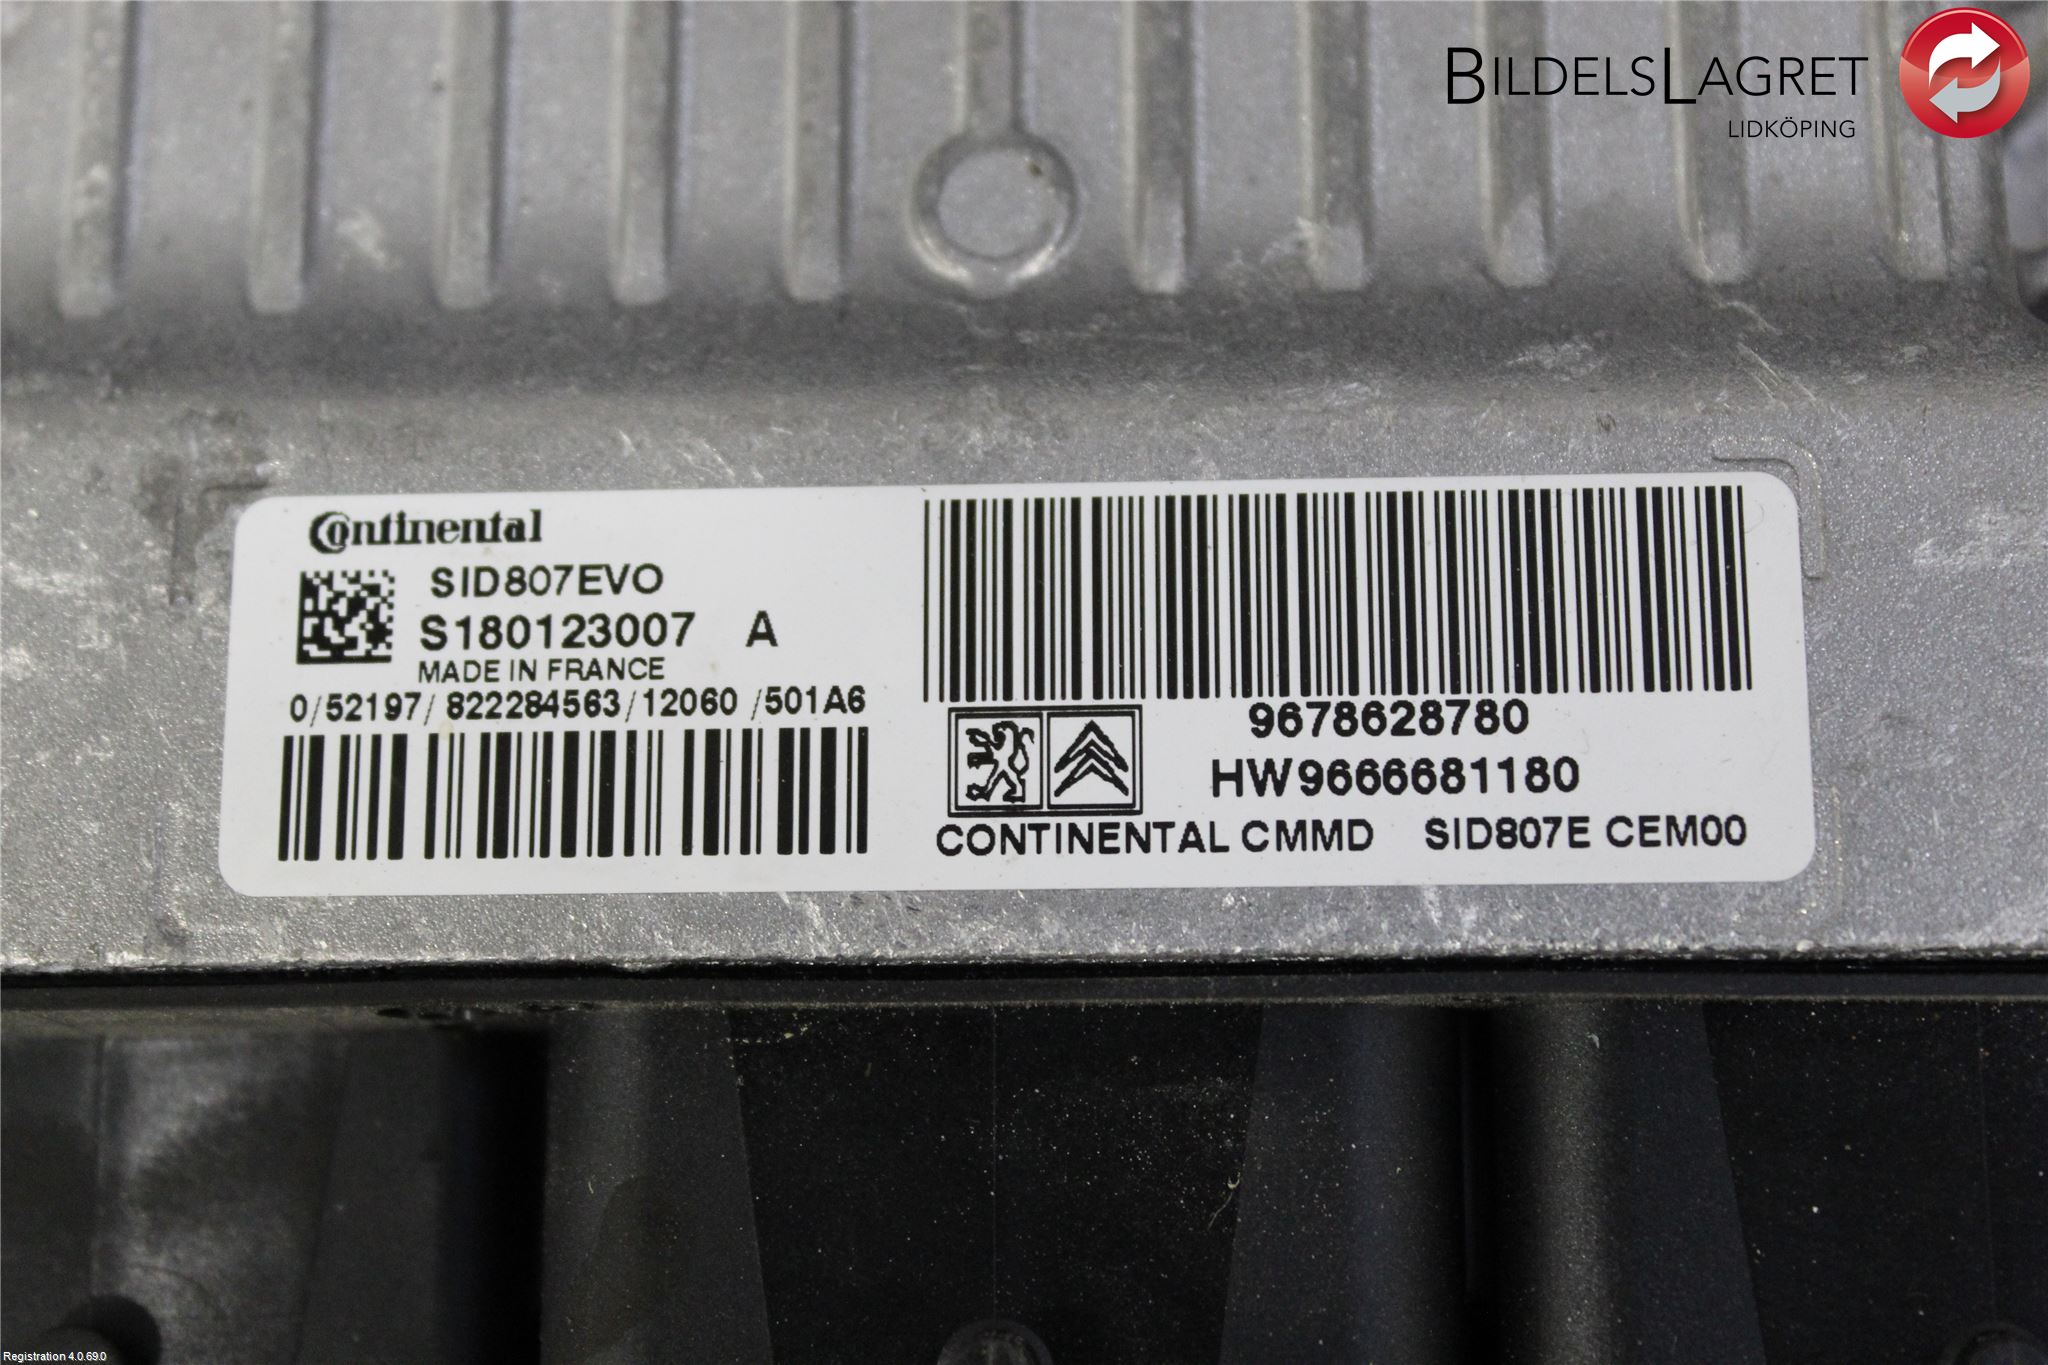 BILDELSLAGRET
LIDKÖPING
Continental
SID807EVO
S180123007 A
MADE IN FRANCE
0/52197/822284563/12060/501A6
9678628780
HW9666681180
CONTINENTAL CMMD SID807E CEM00
Registration 4.0.69.0